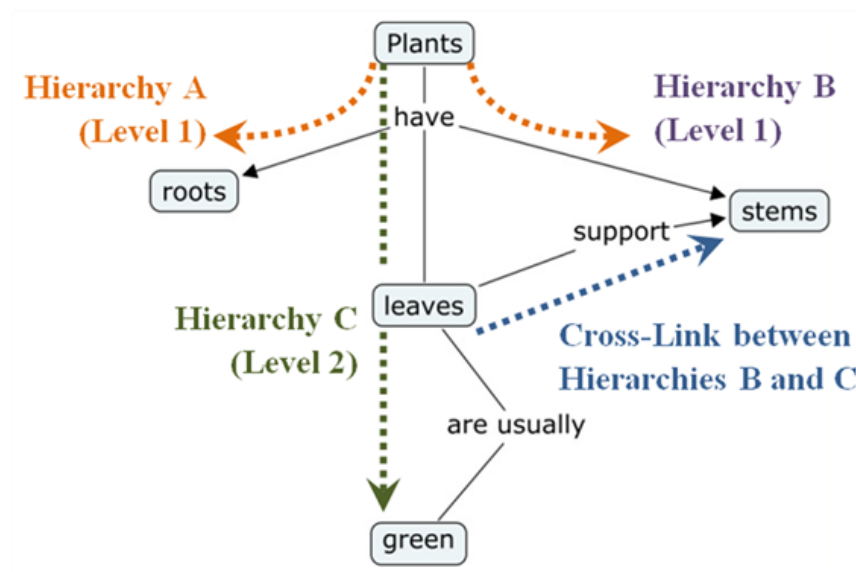 Plants
Hierarchy A
(Level 1)
Hierarchy B
(Level 1)
have
roots
stems
support
leaves
Hierarchy C
(Level 2)
Cross-Link between
Hierarchies B and C
are usually
green